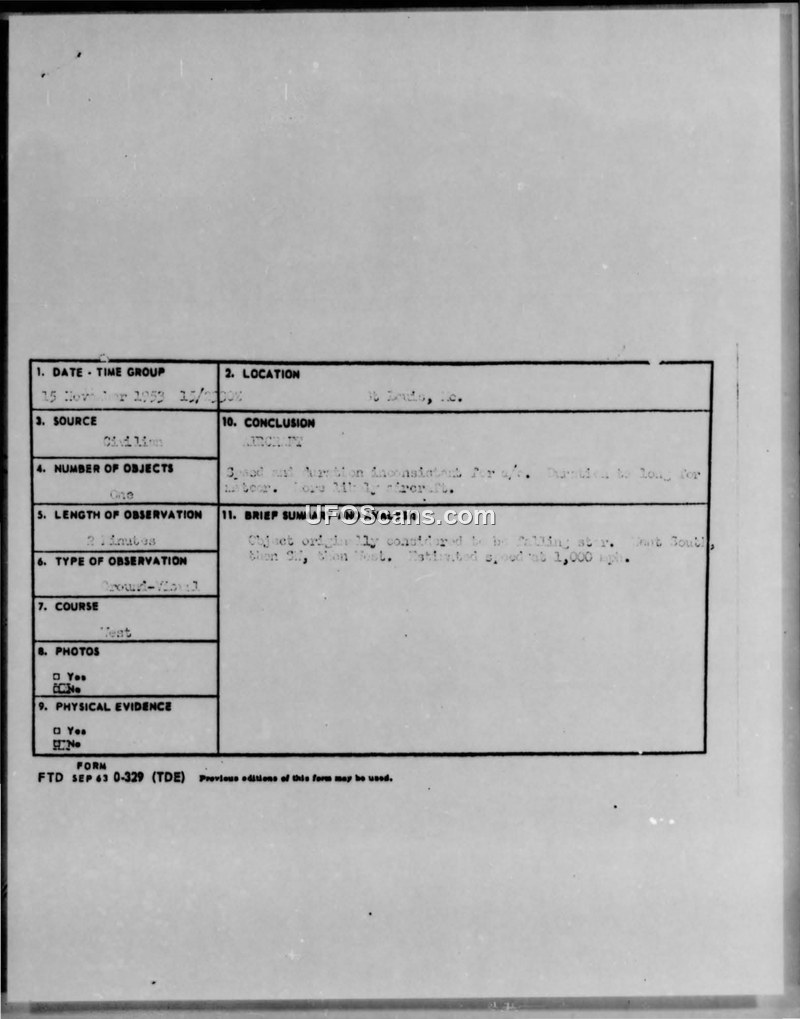 1. DATE - TIME GROUP
15 November 1953 15/
2. LOCATION
St Louis, Mo.
3. SOURCE
Civilian
10. CONCLUSION
AIRCRAFT
Speed and duration inconsistent for a/c. Duration to long for
meteor. More likely aircraft.
4. NUMBER OF OBJECTS
One
5. LENGTH OF OBSERVATION
2 Minutes
11. BRIEF SUMMARY AND ANALYSIS
Object originally considered to be falling star. Went South,
then SW, then West. Estimated speed at 1,000 mph.
6. TYPE OF OBSERVATION
Ground-Visual
7. COURSE
West
8. PHOTOS
□ Yes
No
9. PHYSICAL EVIDENCE
□ Yes
No
FORM
FTD SEP 63 0-329 (TDE) Previous editions of this form may be used.
UFOScans.com